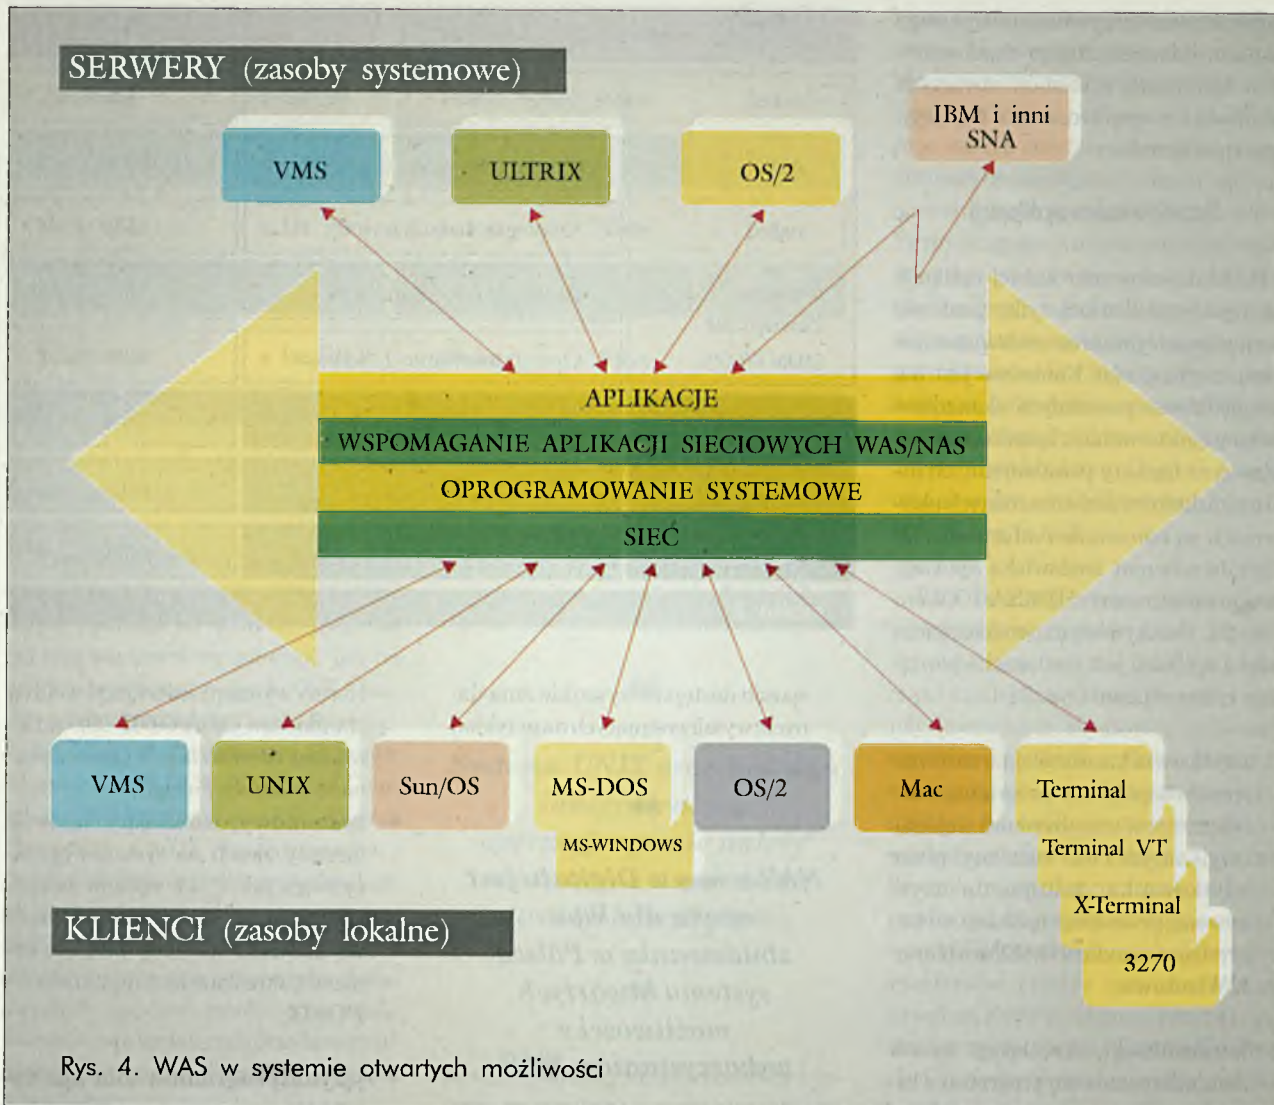 SERWERY (zasoby systemowe)
VMS
ULTRIX
OS/2
IBM i inni
SNA
APLIKACJE
WSPOMAGANIE APLIKACJI SIECIOWYCH WAS/NAS
OPROGRAMOWANIE SYSTEMOWE
SIEĆ
VMS
UNIX
Sun/OS
MS-DOS
MS-WINDOWS
OS/2
Mac
Terminal
Terminal VT
X-Terminal
3270
KLIENCI (zasoby lokalne)
Rys. 4. WAS w systemie otwartych możliwości